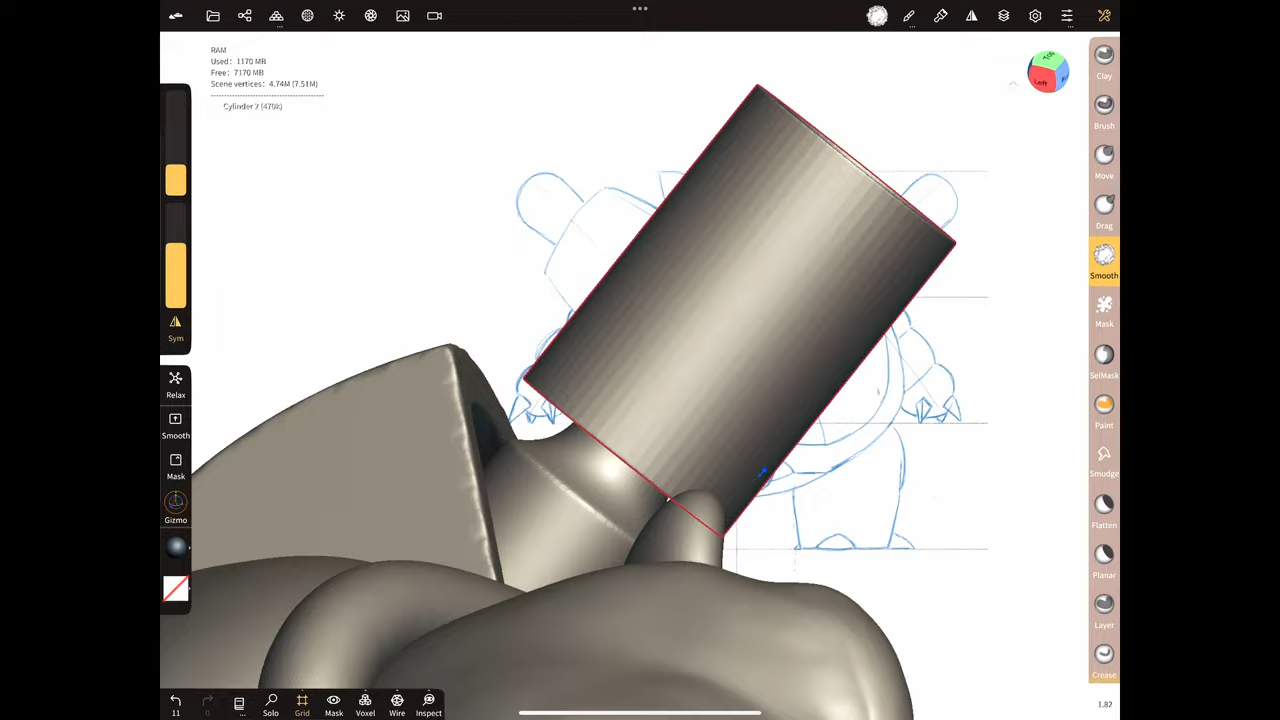 RAM
Used: 1170 MB
Free: 7170 MB
Scene vertices: 4.74M (7.51M)
Cylinder 2 (470k)
Top
Left
Sym
Relax
Smooth
Mask
Gizmo
11
0
...
Solo
Grid
Mask
Voxel
Wire
Inspect
Clay
Brush
Move
Drag
Smooth
Mask
SelMask
Paint
Smudge
Flatten
Planar
Layer
Crease
1.82